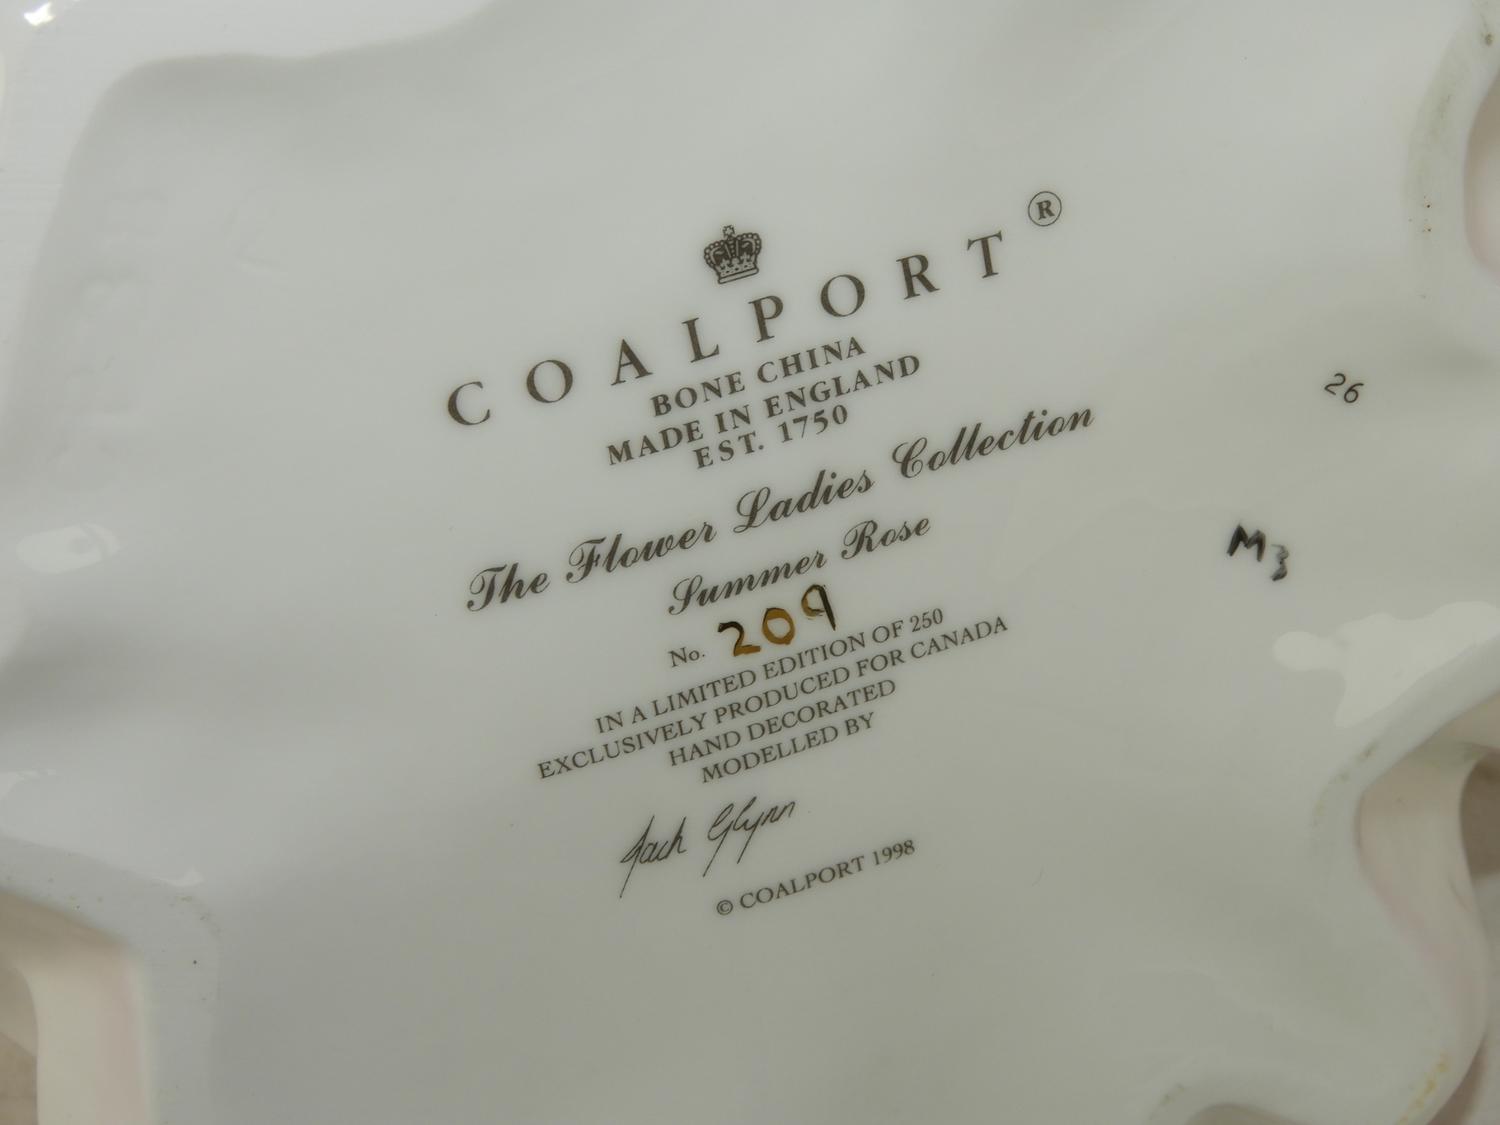 COALPORT®
BONE CHINA
MADE IN ENGLAND
EST. 1750
The Flower Ladies Collection
Summer Rose
No. 209
IN A LIMITED EDITION OF 250
EXCLUSIVELY PRODUCED FOR CANADA
HAND DECORATED
MODELLED BY
Jack Glynn
© COALPORT 1998
26
M3